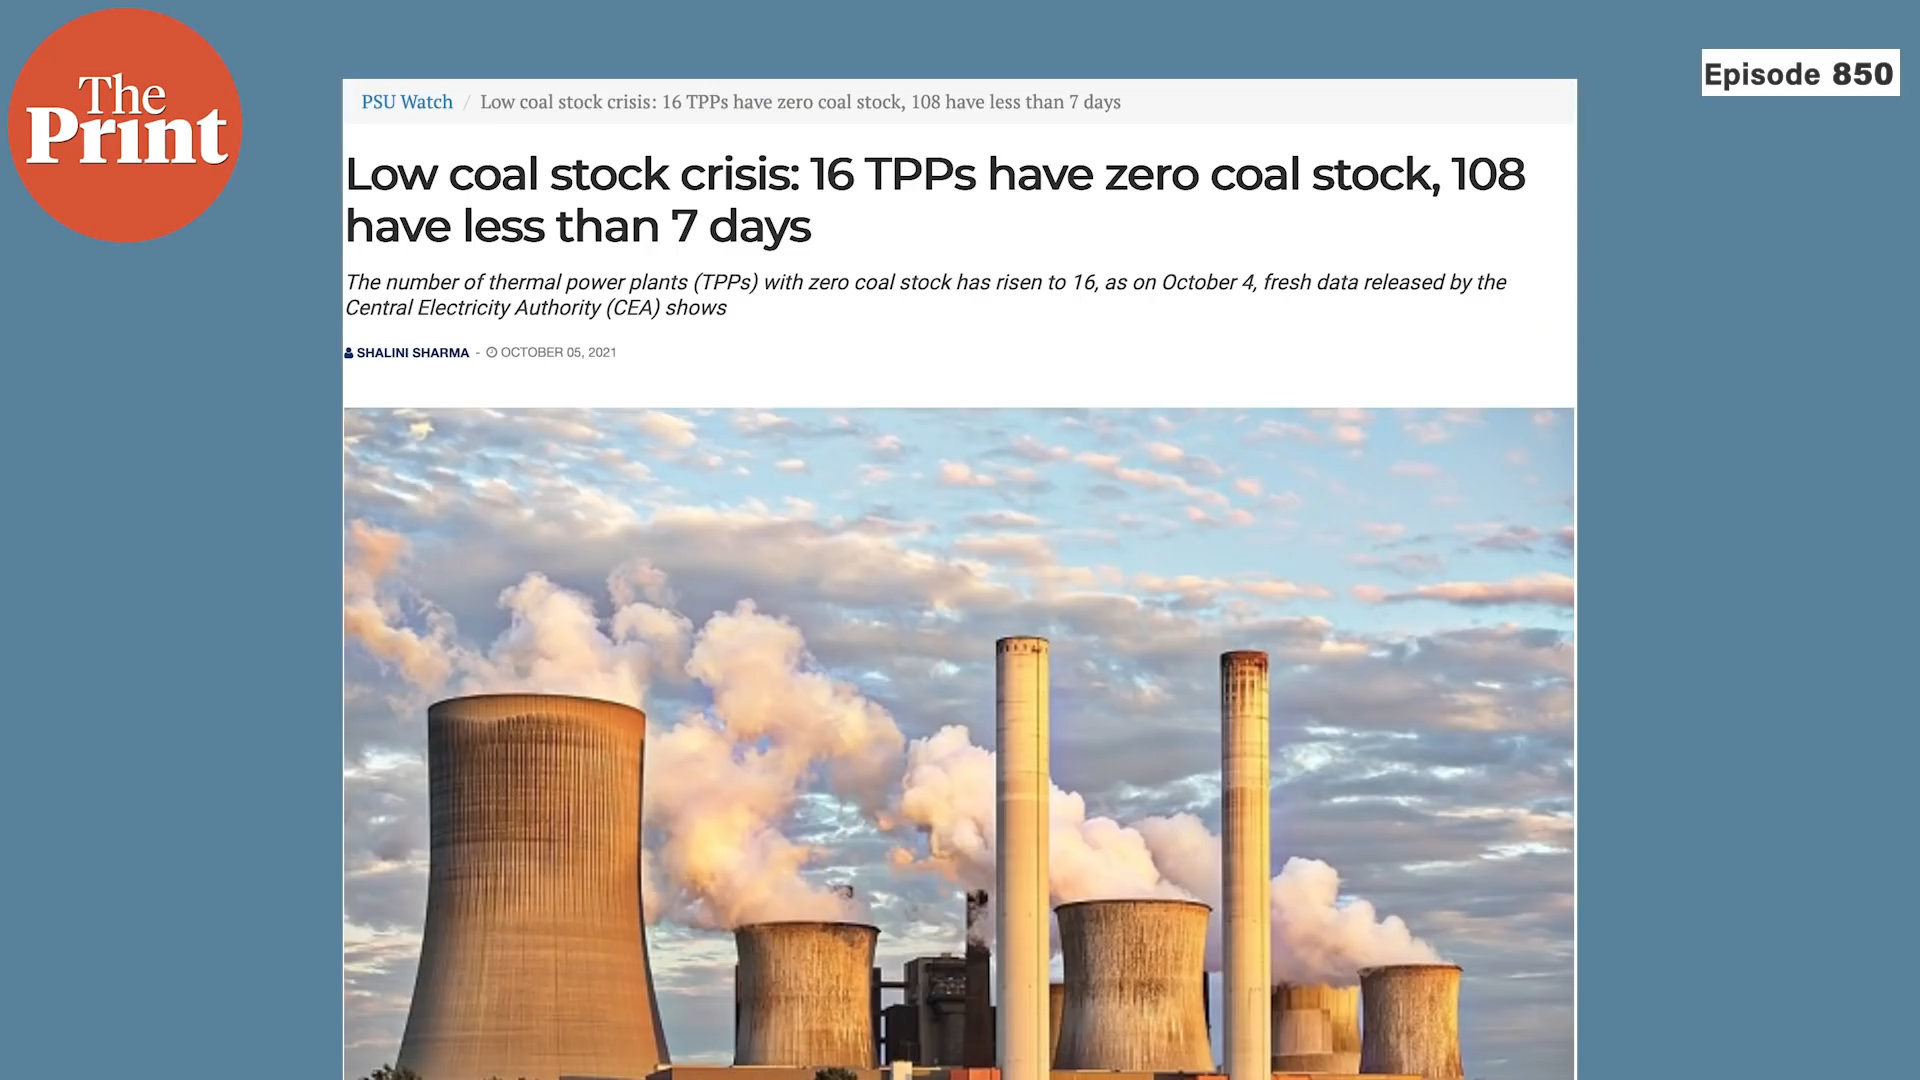 The
Print
Episode 850
PSU Watch / Low coal stock crisis: 16 TPPs have zero coal stock, 108 have less than 7 days
Low coal stock crisis: 16 TPPs have zero coal stock, 108
have less than 7 days
The number of thermal power plants (TPPs) with zero coal stock has risen to 16, as on October 4, fresh data released by the
Central Electricity Authority (CEA) shows
SHALINI SHARMA - OCTOBER 05, 2021